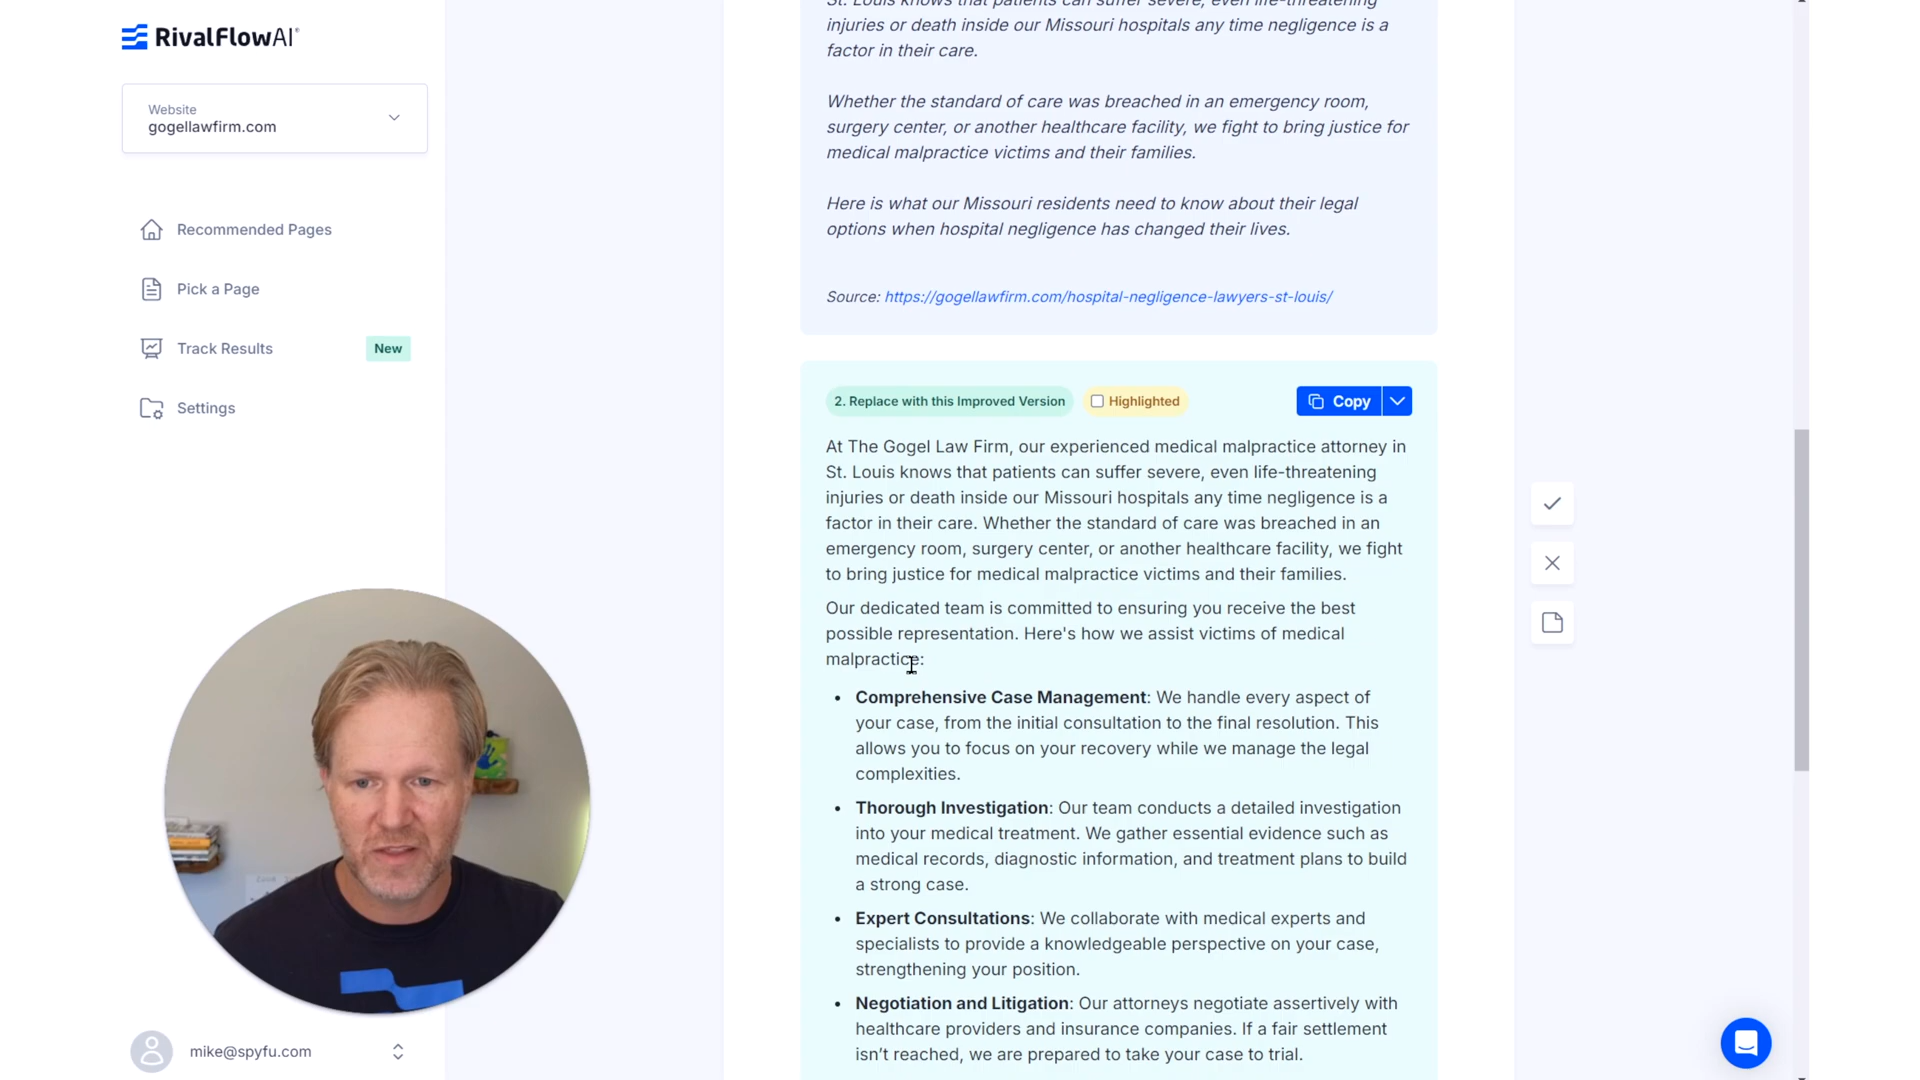 RivalFlowAI®
Website
gogellawfirm.com
Recommended Pages
Pick a Page
Track Results
New
Settings
mike@spyfu.com
St. Louis knows that patients can suffer severe, even life-threatening
injuries or death inside our Missouri hospitals any time negligence is a
factor in their care.
Whether the standard of care was breached in an emergency room,
surgery center, or another healthcare facility, we fight to bring justice for
medical malpractice victims and their families.
Here is what our Missouri residents need to know about their legal
options when hospital negligence has changed their lives.
Source: https://gogellawfirm.com/hospital-negligence-lawyers-st-louis/
2. Replace with this Improved Version
Highlighted
Copy
At The Gogel Law Firm, our experienced medical malpractice attorney in
St. Louis knows that patients can suffer severe, even life-threatening
injuries or death inside our Missouri hospitals any time negligence is a
factor in their care. Whether the standard of care was breached in an
emergency room, surgery center, or another healthcare facility, we fight
to bring justice for medical malpractice victims and their families.
Our dedicated team is committed to ensuring you receive the best
possible representation. Here's how we assist victims of medical
malpractice:
• Comprehensive Case Management: We handle every aspect of
your case, from the initial consultation to the final resolution. This
allows you to focus on your recovery while we manage the legal
complexities.
• Thorough Investigation: Our team conducts a detailed investigation
into your medical treatment. We gather essential evidence such as
medical records, diagnostic information, and treatment plans to build
a strong case.
• Expert Consultations: We collaborate with medical experts and
specialists to provide a knowledgeable perspective on your case,
strengthening your position.
• Negotiation and Litigation: Our attorneys negotiate assertively with
healthcare providers and insurance companies. If a fair settlement
isn’t reached, we are prepared to take your case to trial.